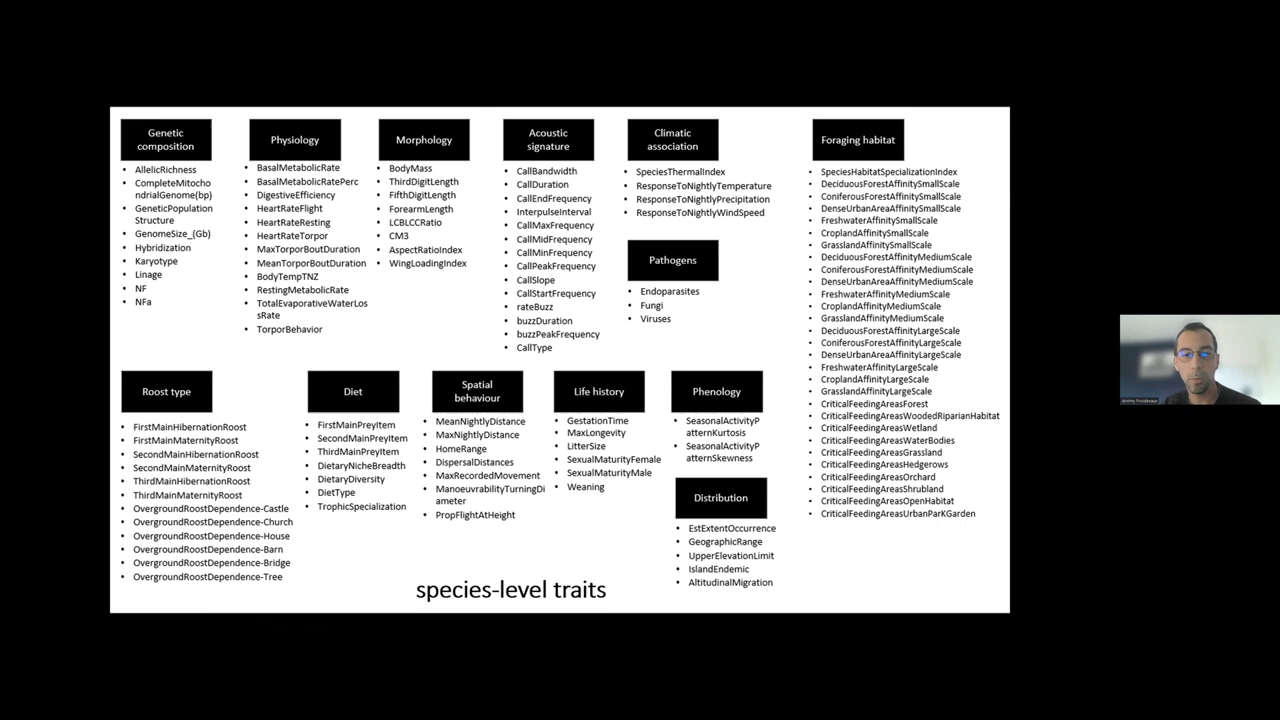 Genetic
composition
AllelicRichness
CompleteMitocho
ndrialGenome(bp)
GeneticPopulation
Structure
GenomeSize_(Gb)
Hybridization
Karyotype
Linage
NF
NFa
Physiology
BasalMetabolicRate
BasalMetabolicRatePerc
DigestiveEfficiency
HeartRateFlight
HeartRateResting
HeartRateTorpor
MaxTorporBoutDuration
MeanTorporBoutDuration
BodyTempTNZ
RestingMetabolicRate
TotalEvaporativeWaterLos
sRate
TorporBehavior
Morphology
BodyMass
ThirdDigitLength
FifthDigitLength
ForearmLength
LCBLCCRatio
CM3
AspectRatioIndex
WingLoadingIndex
Acoustic
signature
CallBandwidth
CallDuration
CallEndFrequency
InterpulseInterval
CallMaxFrequency
CallMidFrequency
CallMinFrequency
CallPeakFrequency
CallSlope
CallStartFrequency
rateBuzz
buzzDuration
buzzPeakFrequency
CallType
Climatic
association
SpeciesThermalIndex
ResponseToNightlyTemperature
ResponseToNightlyPrecipitation
ResponseToNightlyWindSpeed
Pathogens
Endoparasites
Fungi
Viruses
Foraging habitat
SpeciesHabitatSpecializationIndex
DeciduousForestAffinitySmallScale
ConiferousForestAffinitySmallScale
DenseUrbanAreaAffinitySmallScale
FreshwaterAffinitySmallScale
CroplandAffinitySmallScale
GrasslandAffinitySmallScale
DeciduousForestAffinityMediumScale
ConiferousForestAffinityMediumScale
DenseUrbanAreaAffinityMediumScale
FreshwaterAffinityMediumScale
CroplandAffinityMediumScale
GrasslandAffinityMediumScale
DeciduousForestAffinityLargeScale
ConiferousForestAffinityLargeScale
DenseUrbanAreaAffinityLargeScale
FreshwaterAffinityLargeScale
CroplandAffinityLargeScale
GrasslandAffinityLargeScale
CriticalFeedingAreasForest
CriticalFeedingAreasWoodedRiparianHabitat
CriticalFeedingAreasWetland
CriticalFeedingAreasWaterBodies
CriticalFeedingAreasGrassland
CriticalFeedingAreasHedgerows
CriticalFeedingAreasOrchard
CriticalFeedingAreasShrubland
CriticalFeedingAreasOpenHabitat
CriticalFeedingAreasUrbanParKGarden
Roost type
FirstMainHibernationRoost
FirstMainMaternityRoost
SecondMainHibernationRoost
SecondMainMaternityRoost
ThirdMainHibernationRoost
ThirdMainMaternityRoost
OvergroundRoostDependence-Castle
OvergroundRoostDependence-Church
OvergroundRoostDependence-House
OvergroundRoostDependence-Barn
OvergroundRoostDependence-Bridge
OvergroundRoostDependence-Tree
Diet
FirstMainPreyItem
SecondMainPreyItem
ThirdMainPreyItem
DietaryNicheBreadth
DietaryDiversity
DietType
TrophicSpecialization
Spatial
behaviour
MeanNightlyDistance
MaxNightlyDistance
HomeRange
DispersalDistances
MaxRecordedMovement
ManoeuvrabilityTurningDi
ameter
PropFlightAtHeight
Life history
GestationTime
MaxLongevity
LitterSize
SexualMaturityFemale
SexualMaturityMale
Weaning
Phenology
SeasonalActivityP
atternKurtosis
SeasonalActivityP
atternSkewness
Distribution
EstExtentOccurrence
GeographicRange
UpperElevationLimit
IslandEndemic
AltitudinalMigration
species-level traits